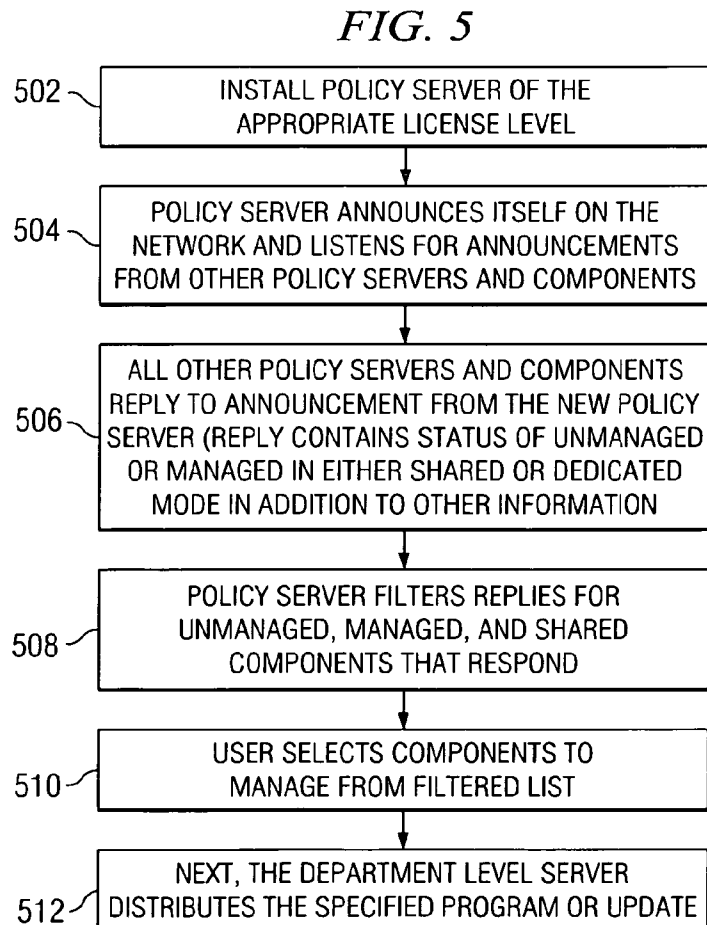 FIG. 5
502
INSTALL POLICY SERVER OF THE
APPROPRIATE LICENSE LEVEL
504
POLICY SERVER ANNOUNCES ITSELF ON THE
NETWORK AND LISTENS FOR ANNOUNCEMENTS
FROM OTHER POLICY SERVERS AND COMPONENTS
506
ALL OTHER POLICY SERVERS AND COMPONENTS
REPLY TO ANNOUNCEMENT FROM THE NEW POLICY
SERVER (REPLY CONTAINS STATUS OF UNMANAGED
OR MANAGED IN EITHER SHARED OR DEDICATED
MODE IN ADDITION TO OTHER INFORMATION
508
POLICY SERVER FILTERS REPLIES FOR
UNMANAGED, MANAGED, AND SHARED
COMPONENTS THAT RESPOND
510
USER SELECTS COMPONENTS TO
MANAGE FROM FILTERED LIST
512
NEXT, THE DEPARTMENT LEVEL SERVER
DISTRIBUTES THE SPECIFIED PROGRAM OR UPDATE